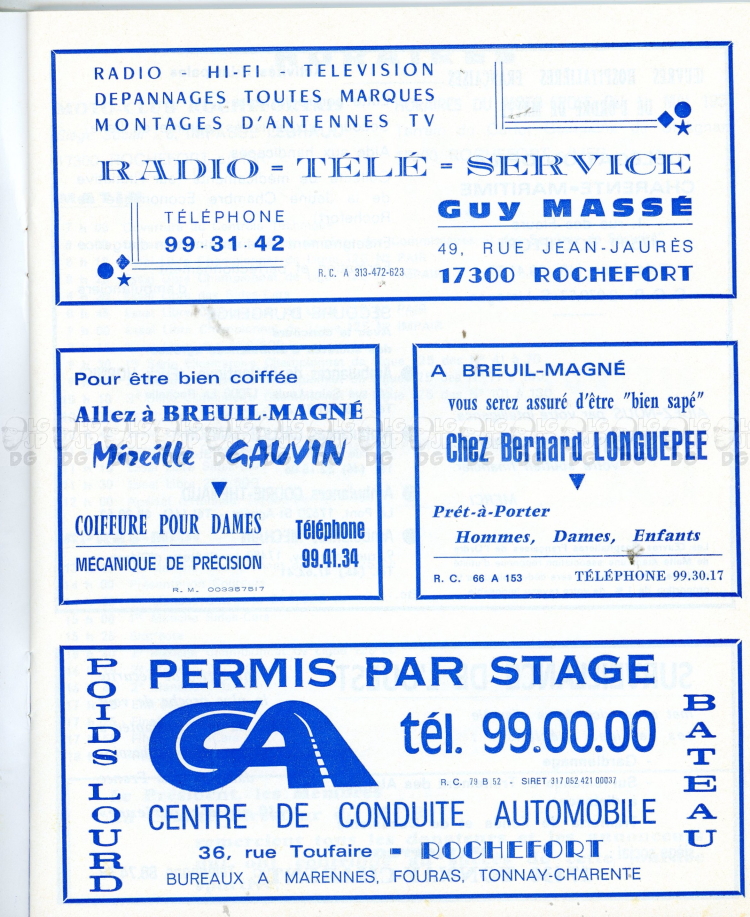 RADIO - HI-FI - TELEVISION
DEPANNAGES TOUTES MARQUES
MONTAGES D'ANTENNES TV
RADIO - TÉLÉ - SERVICE
TÉLÉPHONE
99.31.42
R. C. A 313-472-623
GUY MASSÉ
49, RUE JEAN-JAURÈS
17300 ROCHEFORT
Pour être bien coiffée
Allez à BREUIL-MAGNÉ
Mireille GAUVIN
COIFFURE POUR DAMES
MÉCANIQUE DE PRÉCISION
Téléphone
99.41.34
R. M. 003357517
A BREUIL-MAGNÉ
vous serez assuré d'être "bien sapé"
Chez Bernard LONGUEPEE
Prét-à-Porter
Hommes, Dames, Enfants
R. C. 66 A 153 TÉLÉPHONE 99.30.17
POIDS LOURD
PERMIS PAR STAGE
CA
tél. 99.00.00
R. C. 79 B 52 - SIRET 317 052 421 00037
CENTRE DE CONDUITE AUTOMOBILE
36, rue Toufaire - ROCHEFORT
BUREAUX A MARENNES, FOURAS, TONNAY-CHARENTE
BATEAU